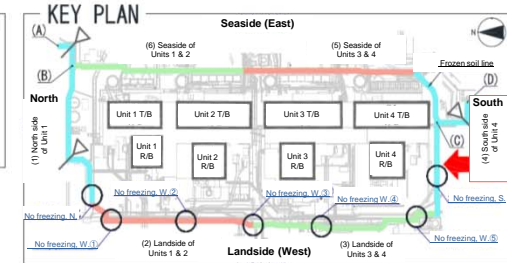 KEY PLAN
Seaside (East)
N
(A)
(6) Seaside of
Units 1 & 2
(5) Seaside of
Units 3 & 4
Frozen soil line
(B)
(D)
North
South
Unit 1 T/B
Unit 2 T/B
Unit 3 T/B
Unit 4 T/B
(1) North side
of Unit 1
(4) South side
of Unit 4
(C)
Unit 1
R/B
Unit 2
R/B
Unit 3
R/B
Unit 4
R/B
No freezing, N.
No freezing, W.②
No freezing W.③
No freezing W.④
No freezing, S.
No freezing, W.①
No freezing, W.⑤
(2) Landside of
Units 1 & 2
Landside (West)
(3) Landside of
Units 3 & 4